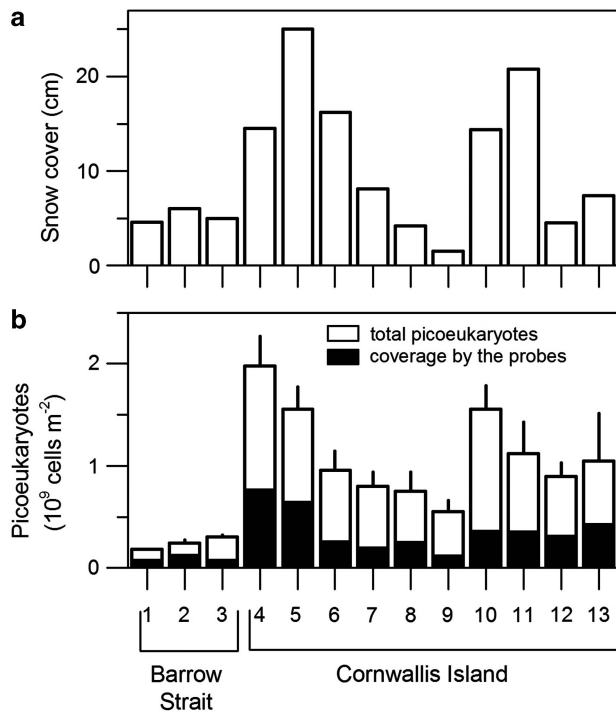 a
Snow cover (cm)
20
10
0
b
Picoeukaryotes
(10⁹ cells m⁻²)
2
1
0
total picoeukaryotes
coverage by the probes
1 2 3 4 5 6 7 8 9 10 11 12 13
Barrow
Strait
Cornwallis Island